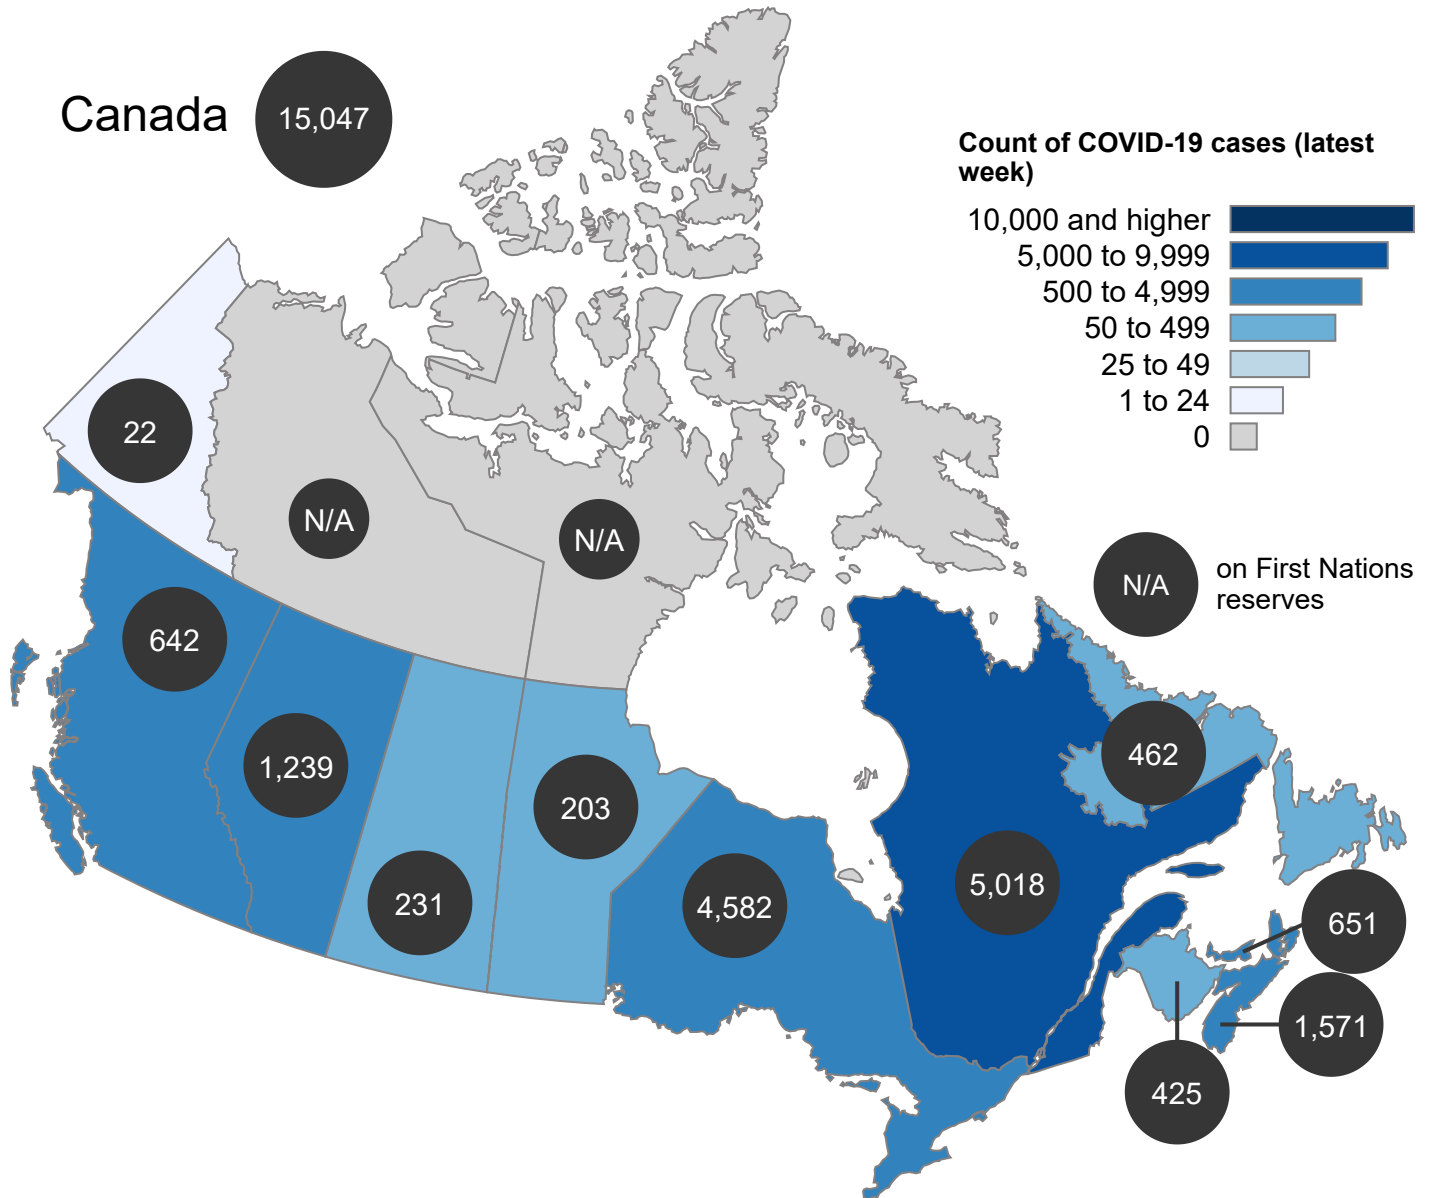 Canada
15,047
Count of COVID-19 cases (latest
week)
10,000 and higher
5,000 to 9,999
500 to 4,999
50 to 499
25 to 49
1 to 24
0
22
N/A
N/A
N/A
on First Nations
reserves
642
1,239
231
203
4,582
5,018
462
651
1,571
425